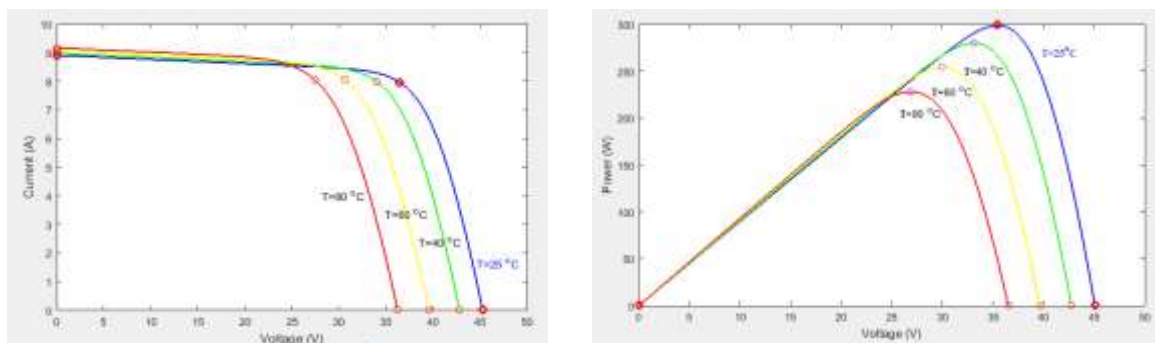 10
9
8
7
6
5
4
3
2
1
0
Current (A)
T=80 °C
T=60 °C
T=40 °C
T=25 °C
0 5 10 15 20 25 30 35 40 45 50
Voltage (V)
300
250
200
150
100
50
0
Power (W)
T=25°C
T=40 °C
T=60 °C
T=80 °C
0 5 10 15 20 25 30 35 40 45 50
Voltage (V)